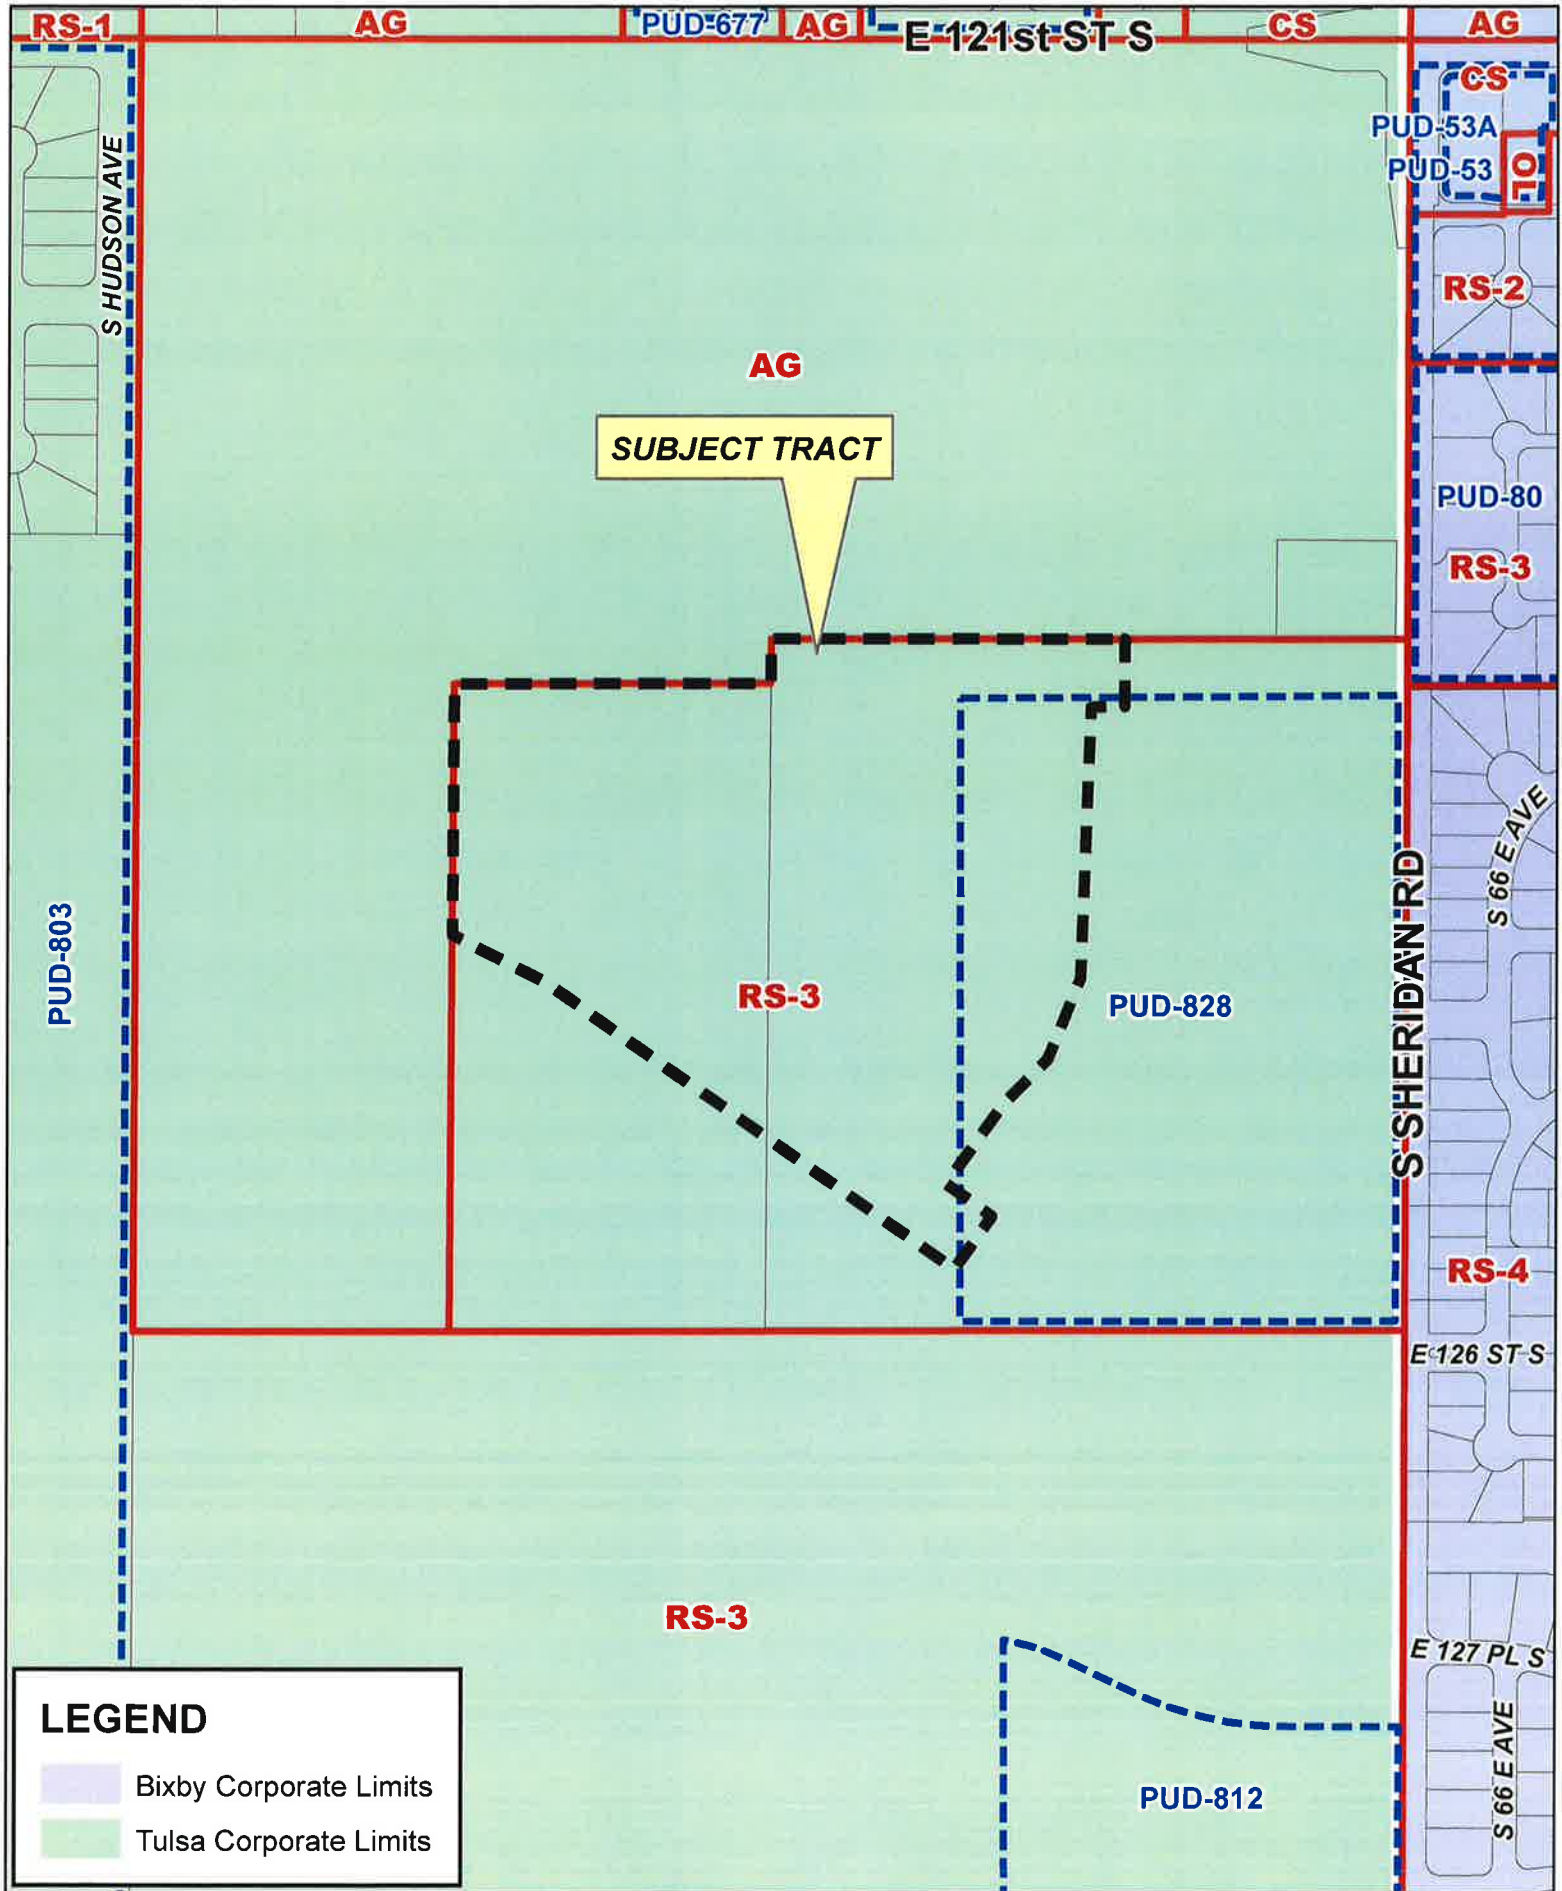 RS-1
AG
PUD-677
AG
E 121st ST S
CS
AG
CS
PUD-53A
PUD-53
OL
S HUDSON AVE
RS-2
AG
SUBJECT TRACT
PUD-80
RS-3
S 66 E AVE
S SHERIDAN RD
PUD-803
RS-3
PUD-828
RS-4
E 126 ST S
RS-3
E 127 PL S
S 66 E AVE
PUD-812
LEGEND
Bixby Corporate Limits
Tulsa Corporate Limits